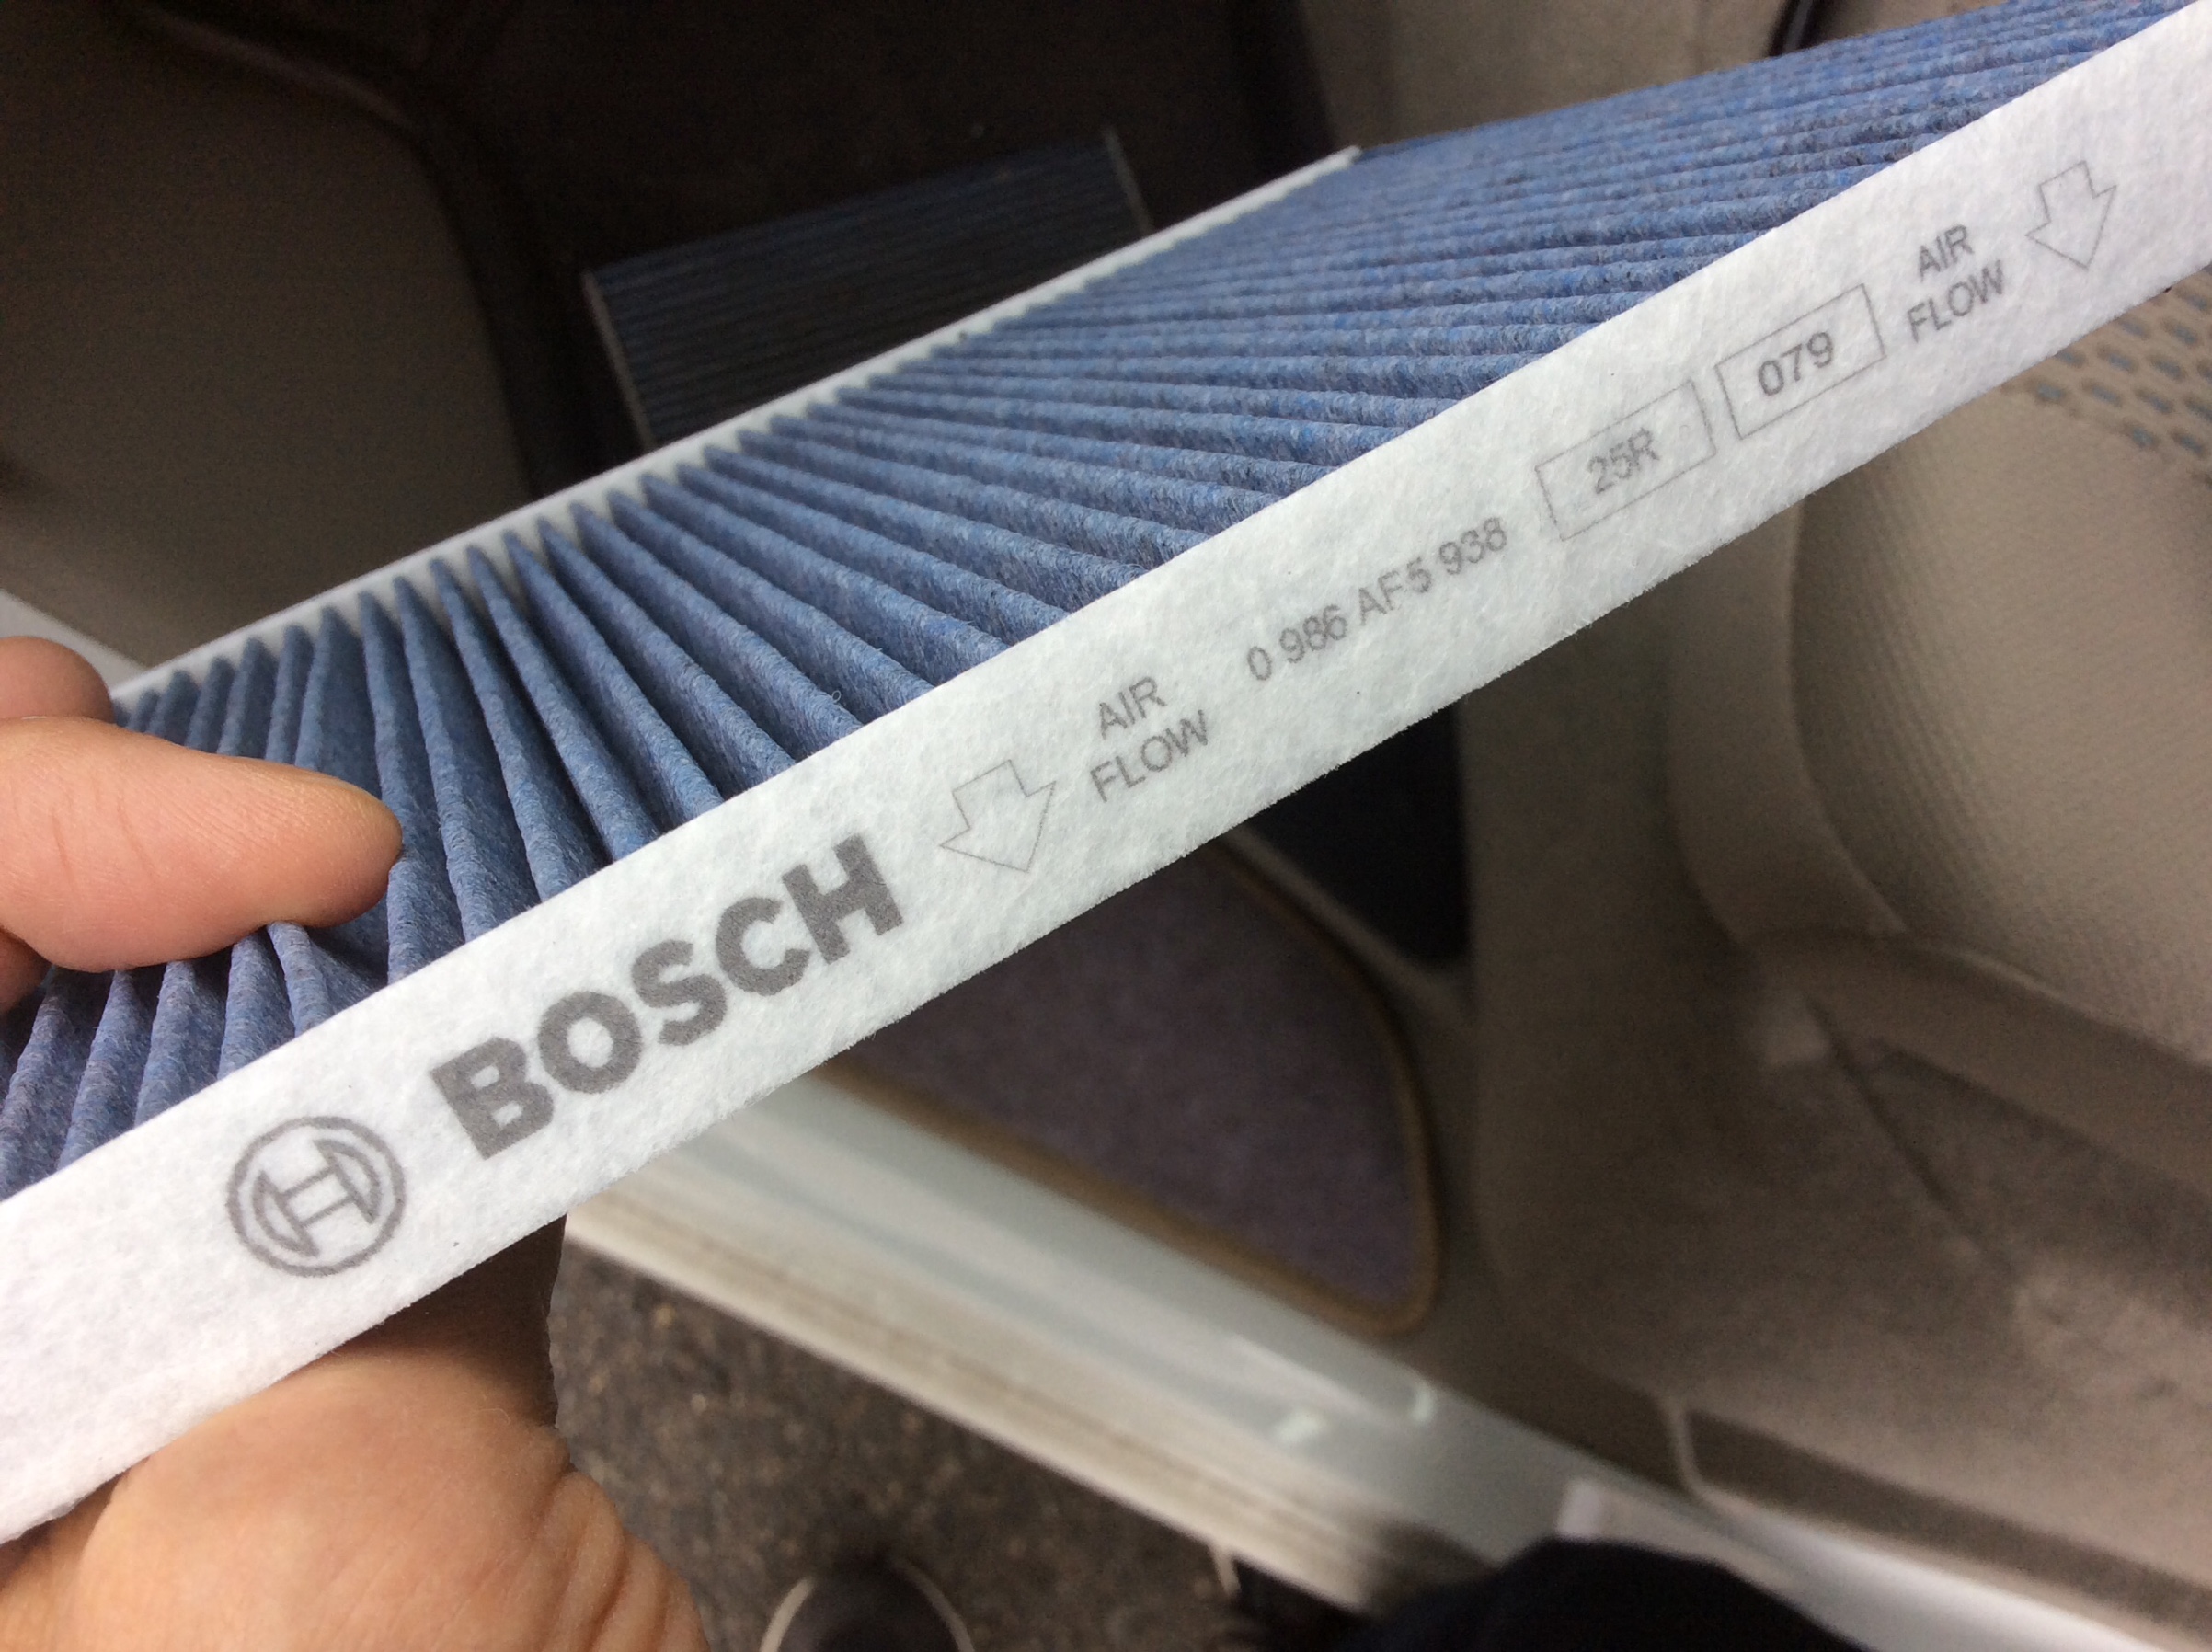 BOSCH
AIR
FLOW
0 986 AF5 938
25R
079
AIR
FLOW